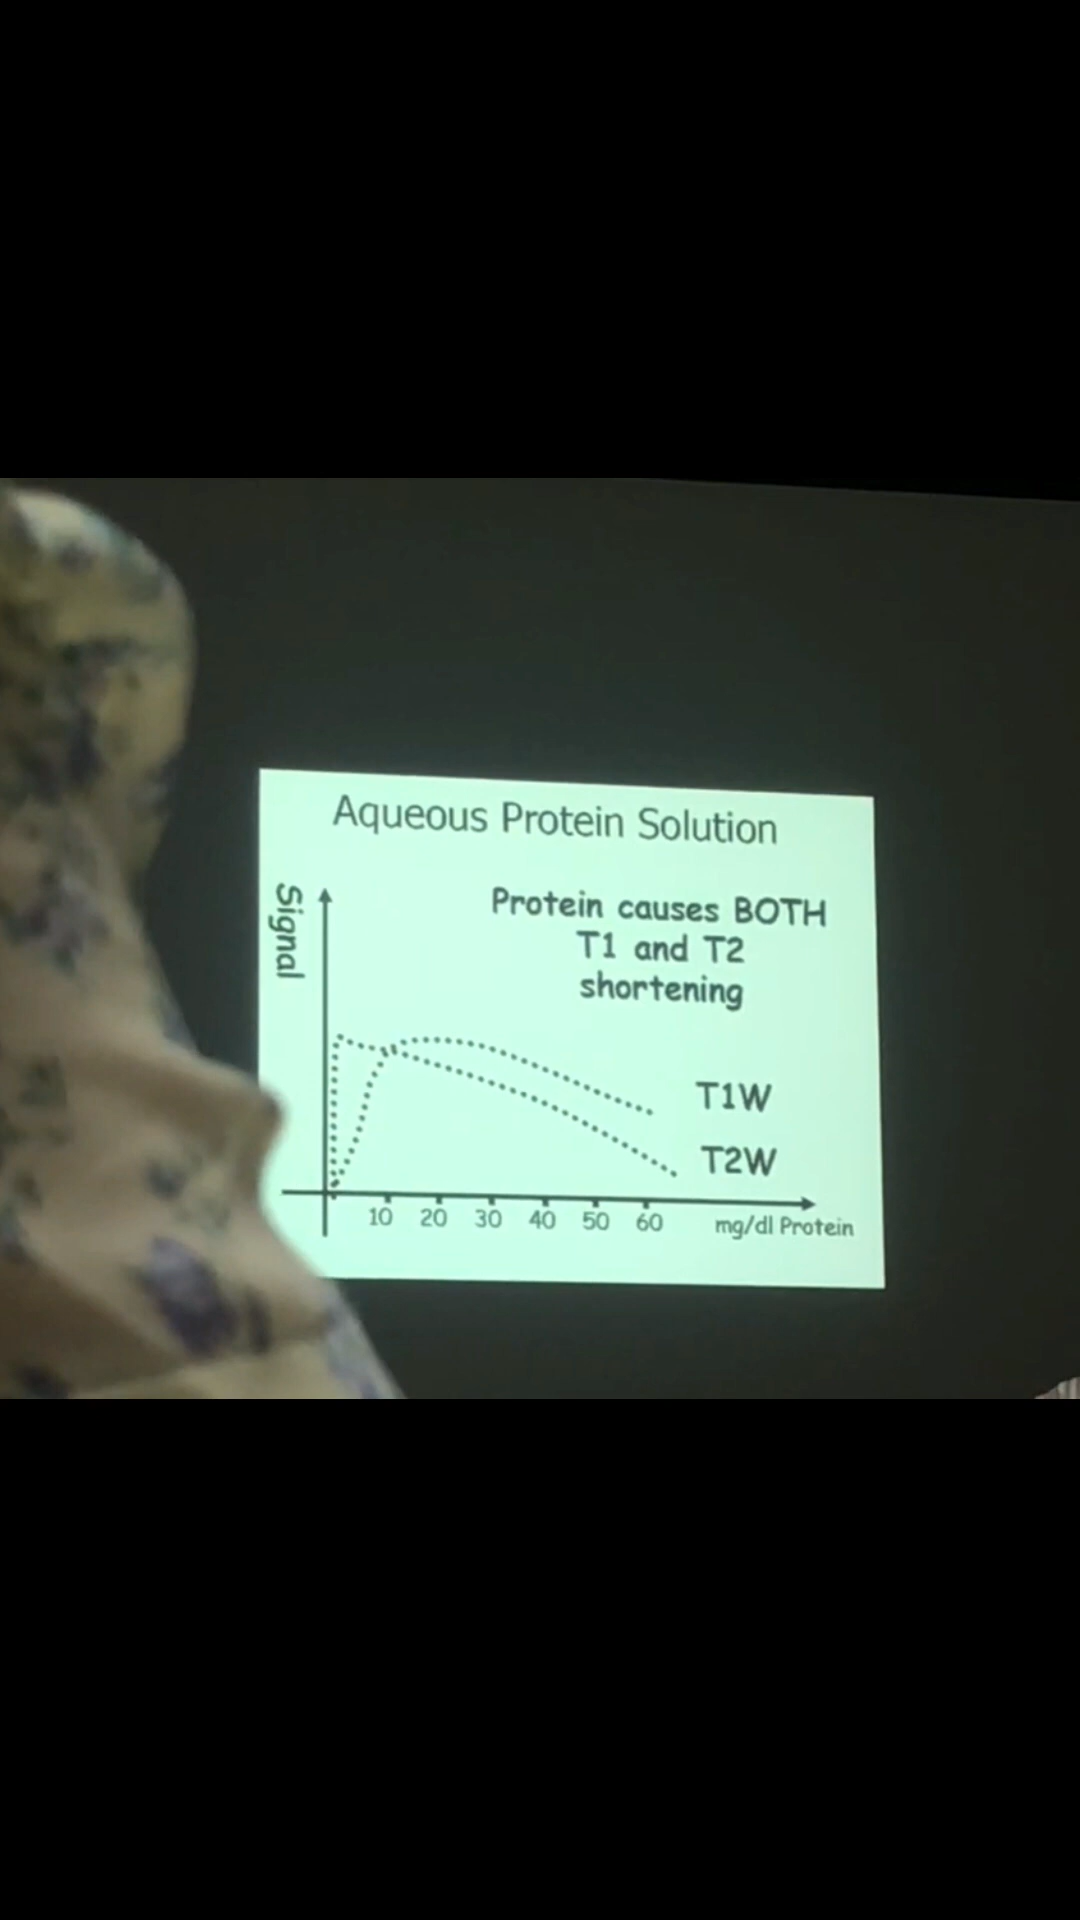 Aqueous Protein Solution
Signal
Protein causes BOTH
T1 and T2
shortening
T1W
T2W
10 20 30 40 50 60 mg/dl Protein